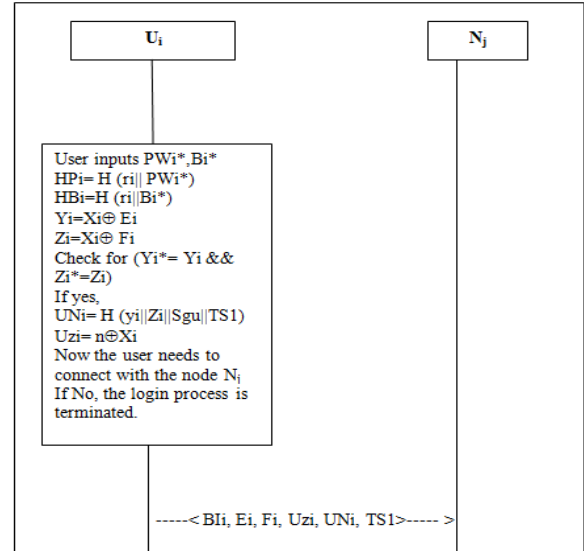 Ui Nj
User inputs PWi*,Bi*
HPi= H (ri|| PWi*)
HBi=H (ri||Bi*)
Yi=Xi⊕ Ei
Zi=Xi⊕ Fi
Check for (Yi*= Yi &&
Zi*=Zi)
If yes,
UNi= H (yi||Zi||Sgu||TS1)
Uzi= n⊕Xi
Now the user needs to
connect with the node Nj
If No, the login process is
terminated.
-----< BIi, Ei, Fi, Uzi, UNi, TS1>----- >